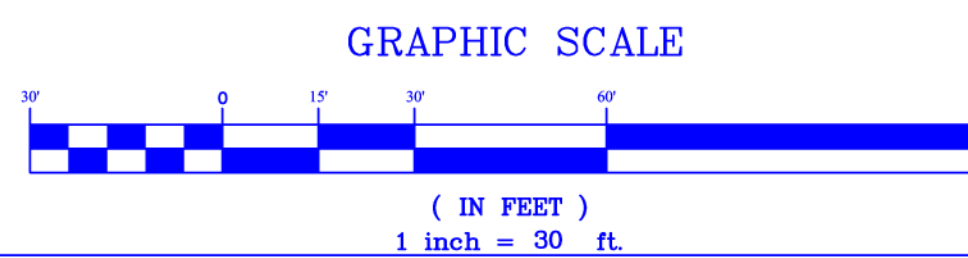 GRAPHIC SCALE
30' 0 15' 30' 60'
( IN FEET )
1 inch = 30 ft.